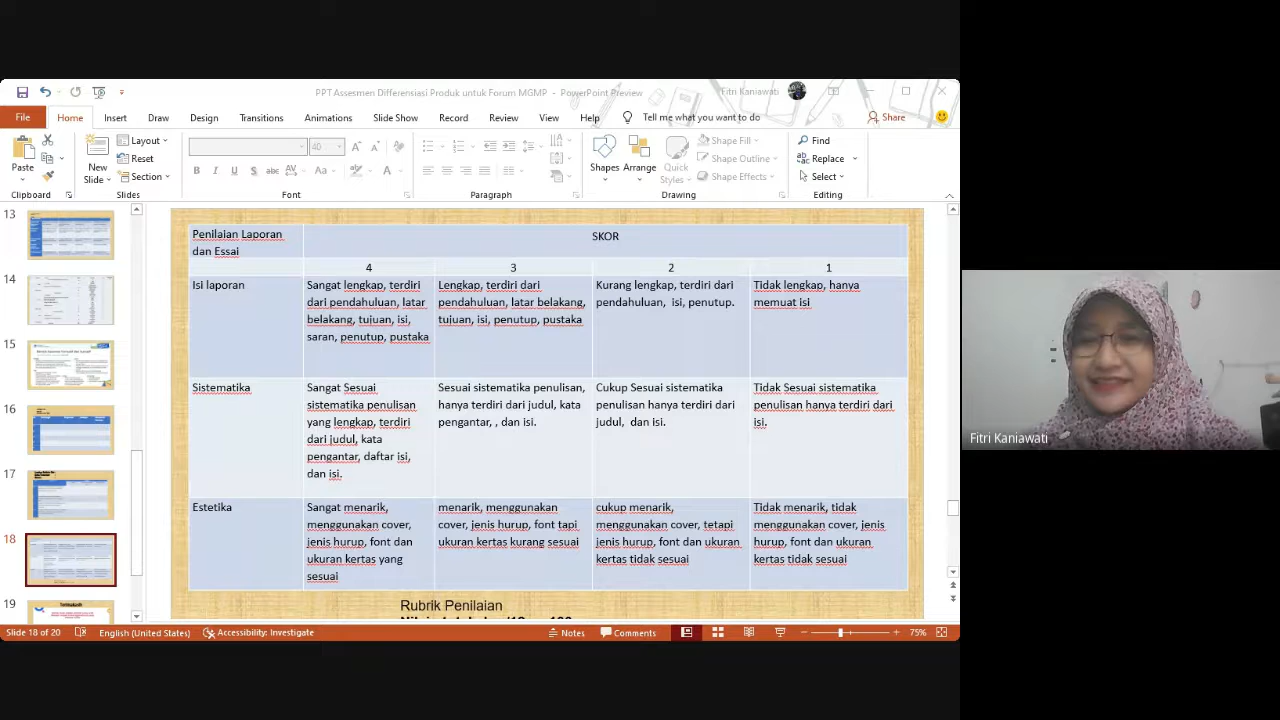 PPT Assesmen Differensiasi Produk untuk Forum MGMP - PowerPoint Preview
Fitri Kaniawati
File Home Insert Draw Design Transitions Animations Slide Show Record Review View Help Tell me what you want to do Share
Paste
New Slide
Layout
Reset
Section
40
Shapes
Arrange
Quick Styles
Shape Fill
Shape Outline
Shape Effects
Find
Replace
Select
Clipboard Slides Font Paragraph Drawing Editing
13
14
15
16
17
18
19
Penilaian Laporan
dan Essai
SKOR
4 3 2 1
Isi laporan
Sangat lengkap, terdiri
dari pendahuluan, latar
belakang, tujuan, isi,
saran, penutup, pustaka
Lengkap, terdiri dari
pendahuluan, latar belakang,
tujuan, isi, penutup, pustaka
Kurang lengkap, terdiri dari
pendahuluan, isi, penutup.
Tidak lengkap, hanya
memuat isi
Sistematika
Sangat Sesuai
sistematika penulisan
yang lengkap, terdiri
dari judul, kata
pengantar, daftar isi,
dan isi.
Sesuai sistematika penulisan,
hanya terdiri dari judul, kata
pengantar, , dan isi.
Cukup Sesuai sistematika
penulisan hanya terdiri dari
judul, dan isi.
Tidak Sesuai sistematika
penulisan hanya terdiri dari
isi.
Estetika
Sangat menarik,
menggunakan cover,
jenis hurup, font dan
ukuran kertas yang
sesuai
menarik, menggunakan
cover, jenis hurup, font tapi
ukuran kertas kurang sesuai
cukup menarik,
menggunakan cover, tetapi
jenis hurup, font dan ukuran
kertas tidak sesuai
Tidak menarik, tidak
menggunakan cover, jenis
hurup, font dan ukuran
kertas tidak sesuai
Rubrik Penilaian
Fitri Kaniawati
Slide 18 of 20 English (United States) Accessibility: Investigate Notes Comments 75%